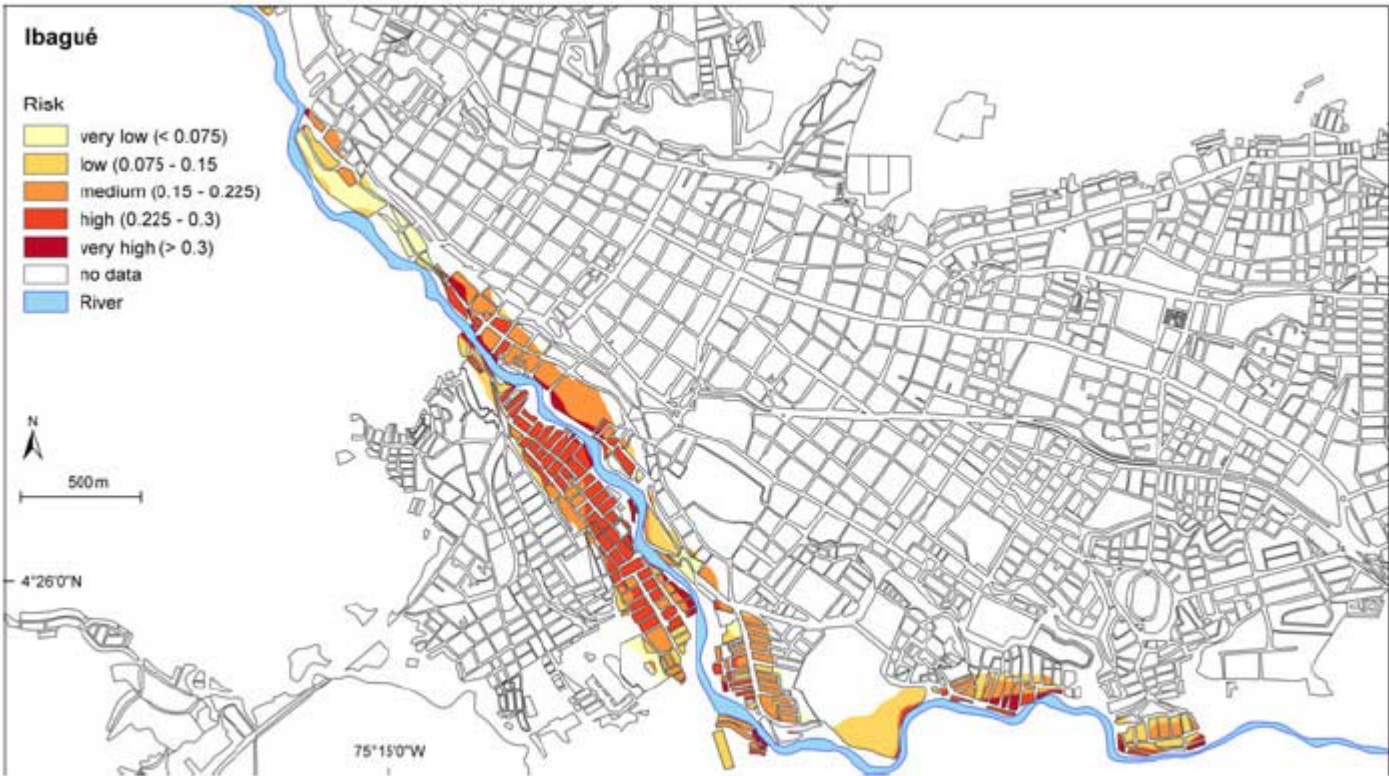 Ibagué
Risk
very low (< 0.075)
low (0.075 - 0.15
medium (0.15 - 0.225)
high (0.225 - 0.3)
very high (> 0.3)
no data
River
N
500 m
4°26'0"N
75°15'0"W